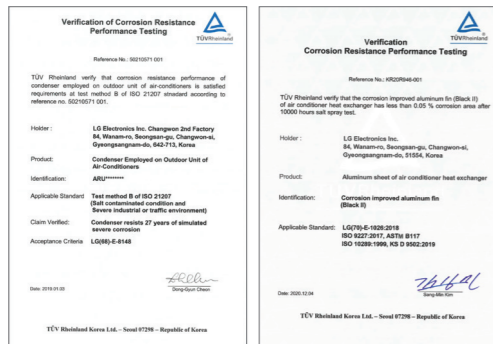 Verification of Corrosion Resistance
Performance Testing
TÜVRheinland
Reference No.: 50210571 001
TÜV Rheinland verify that corrosion resistance performance of
condenser employed on outdoor unit of air-conditioners is satisfied
requirements at test method B of ISO 21207 stnadard according to
reference no. 50210571 001.
Holder :
LG Electronics Inc. Changwon 2nd Factory
84, Wanam-ro, Seongsan-gu, Changwon-si,
Gyeongsangnam-do, 642-713, Korea
Product:
Condenser Employed on Outdoor Unit of
Air-Conditioners
Identification:
ARU********
Applicable Standard
Test method B of ISO 21207
(Salt contaminated condition and
Severe industrial or traffic environment)
Claim Verified:
Condenser resists 27 years of simulated
severe corrosion
Acceptance Criteria
LG(68)-E-8148
Date: 2019.01.03
Dong-Gyun Cheon
TÜV Rheinland Korea Ltd. – Seoul 07298 – Republic of Korea
TÜVRheinland
Verification
Corrosion Resistance Performance Testing
Reference No.: KR20R946-001
TÜV Rheinland verify that the corrosion improved aluminum fin (Black II)
of air conditioner heat exchanger has less than 0.05 % corrosion area after
10000 hours salt spray test.
Holder :
LG Electronics Inc.
84, Wanam-ro, Seongsan-gu, Changwon-si,
Gyeongsangnam-do, 51554, Korea
Product:
Aluminum sheet of air conditioner heat exchanger
Identification:
Corrosion improved aluminum fin
(Black II)
Applicable Standard:
LG(70)-E-1026:2018
ISO 9227:2017, ASTM B117
ISO 10289:1999, KS D 9502:2019
Date: 2020.12.04
Sang-Min Kim
TÜV Rheinland Korea Ltd. – Seoul 07298 – Republic of Korea